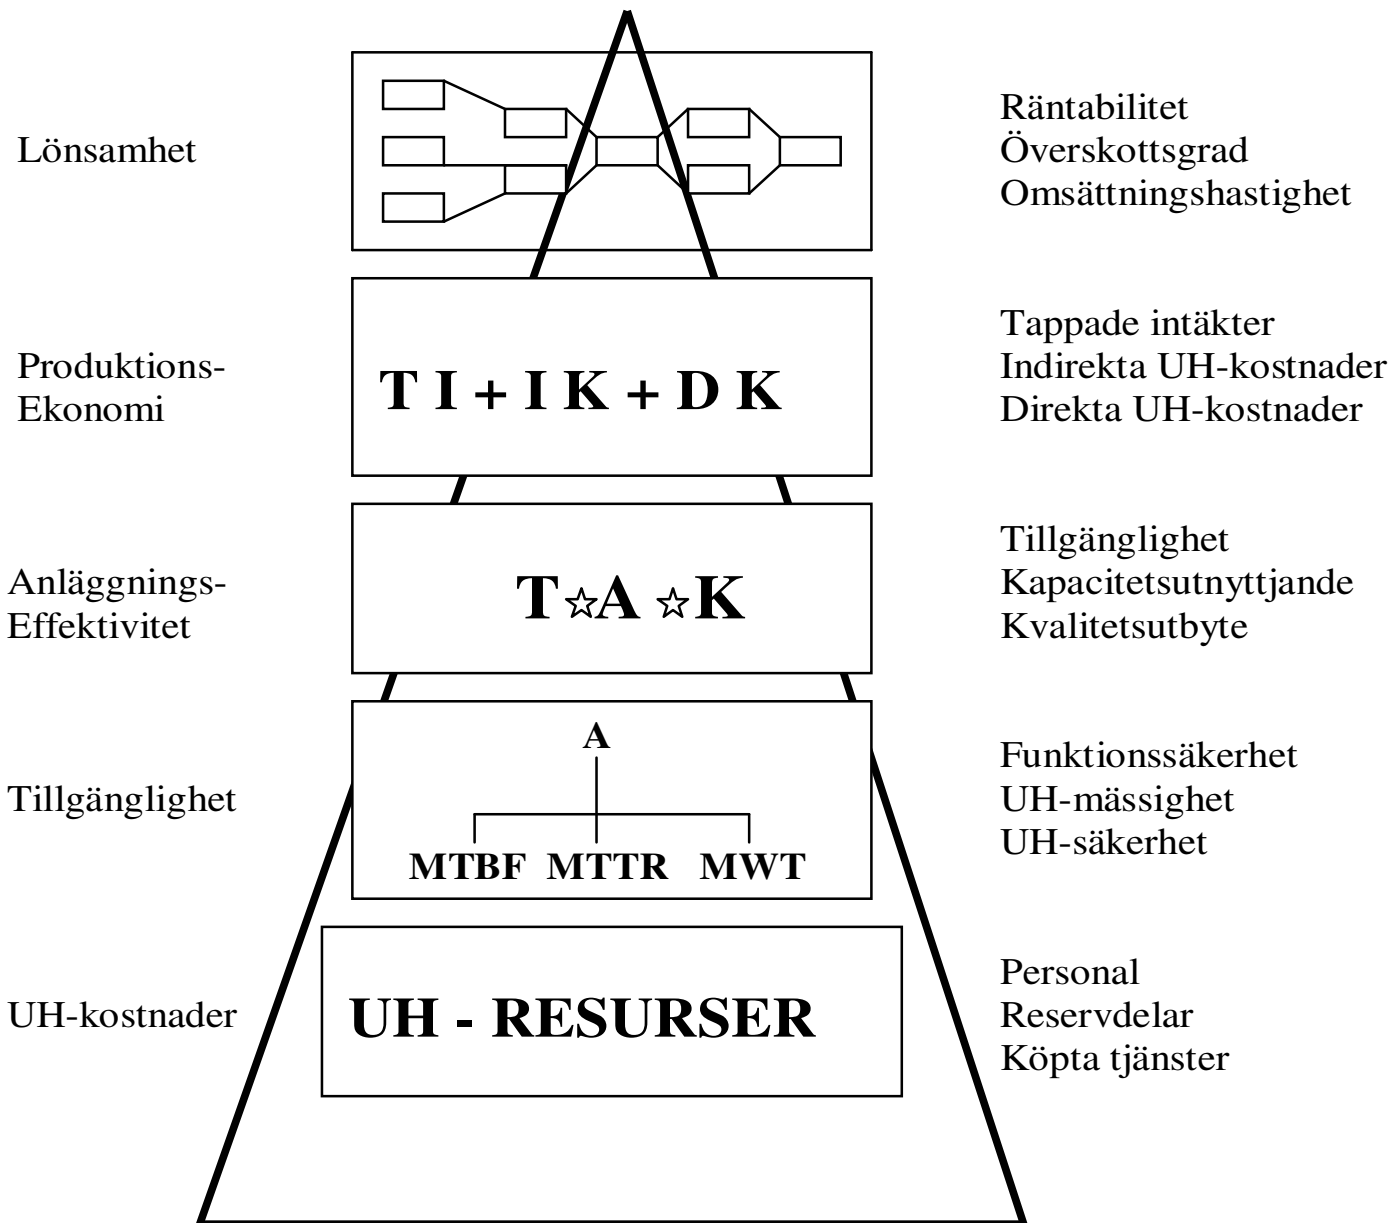 Lönsamhet
Räntabilitet
Överskottsgrad
Omsättningshastighet
Produktions-
Ekonomi
T I + I K + D K
Tappade intäkter
Indirekta UH-kostnader
Direkta UH-kostnader
Anläggnings-
Effektivitet
T ☆ A ☆ K
Tillgänglighet
Kapacitetsutnyttjande
Kvalitetsutbyte
Tillgänglighet
A
MTBF MTTR MWT
Funktionssäkerhet
UH-mässighet
UH-säkerhet
UH-kostnader
UH - RESURSER
Personal
Reservdelar
Köpta tjänster